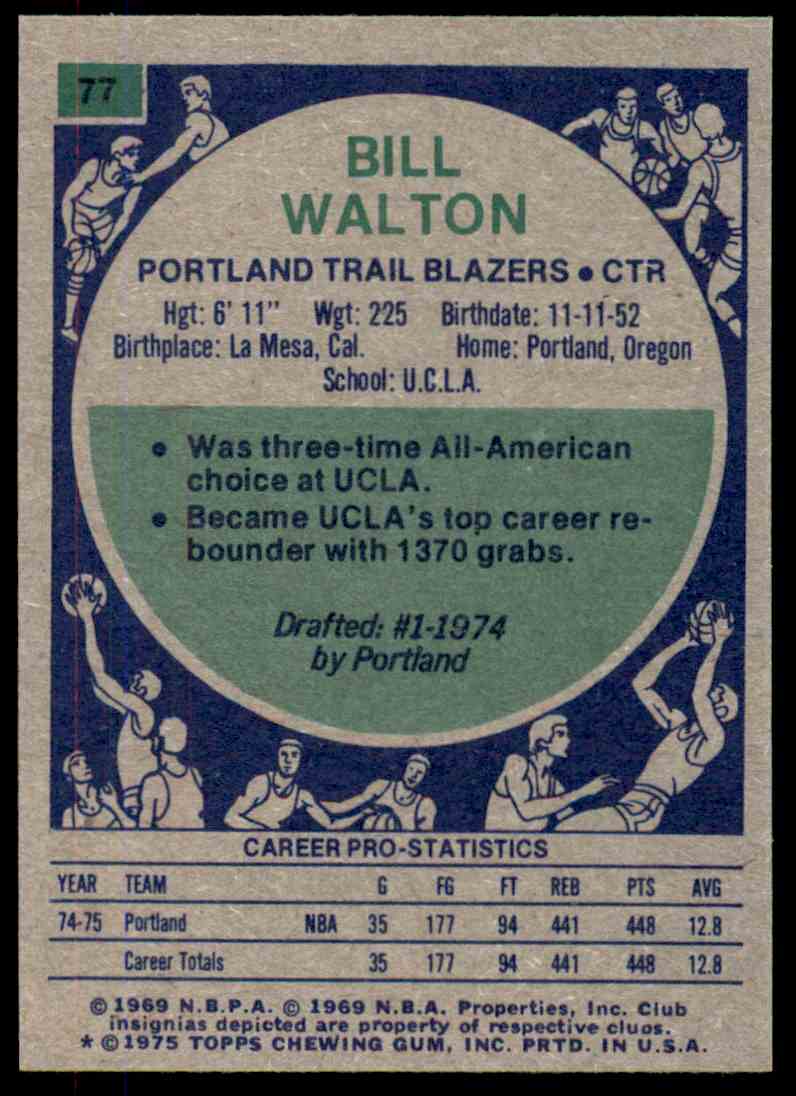 77
BILL
WALTON
PORTLAND TRAIL BLAZERS • CTR
Hgt: 6' 11" Wgt: 225 Birthdate: 11-11-52
Birthplace: La Mesa, Cal. Home: Portland, Oregon
School: U.C.L.A.
• Was three-time All-American
choice at UCLA.
• Became UCLA's top career re-
bounder with 1370 grabs.
Drafted: #1-1974
by Portland
CAREER PRO-STATISTICS
YEAR TEAM G FG FT REB PTS AVG
74-75 Portland NBA 35 177 94 441 448 12.8
Career Totals 35 177 94 441 448 12.8
© 1969 N.B.P.A. © 1969 N.B.A. Properties, Inc. Club
insignias depicted are property of respective clubs.
* © 1975 TOPPS CHEWING GUM, INC. PRTD. IN U.S.A.